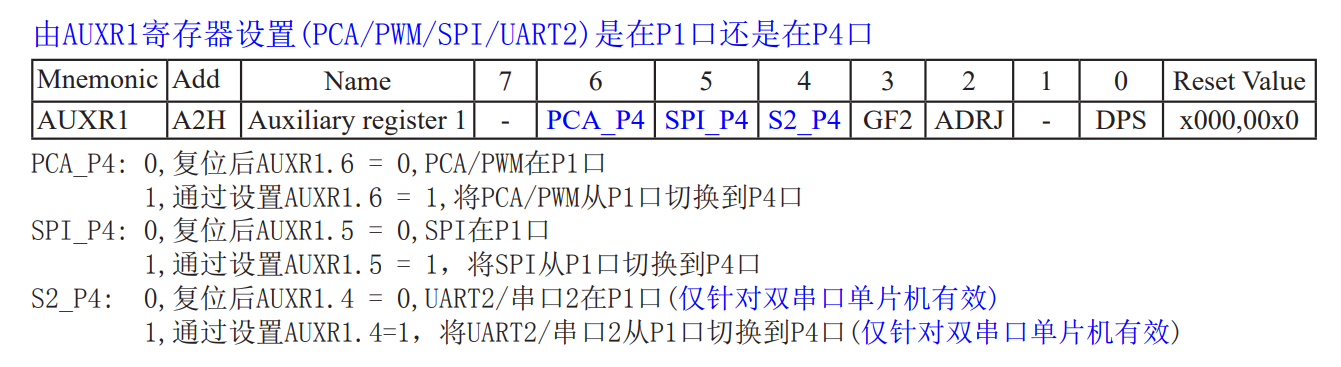 由AUXR1寄存器设置(PCA/PWM/SPI/UART2)是在P1口还是在P4口
Mnemonic Add Name 7 6 5 4 3 2 1 0 Reset Value
AUXR1 A2H Auxiliary register 1 - PCA_P4 SPI_P4 S2_P4 GF2 ADRJ - DPS x000,00x0
PCA_P4: 0,复位后AUXR1.6 = 0,PCA/PWM在P1口
1,通过设置AUXR1.6 = 1,将PCA/PWM从P1口切换到P4口
SPI_P4: 0,复位后AUXR1.5 = 0,SPI在P1口
1,通过设置AUXR1.5 = 1，将SPI从P1口切换到P4口
S2_P4: 0,复位后AUXR1.4 = 0,UART2/串口2在P1口(仅针对双串口单片机有效)
1,通过设置AUXR1.4=1，将UART2/串口2从P1口切换到P4口(仅针对双串口单片机有效)